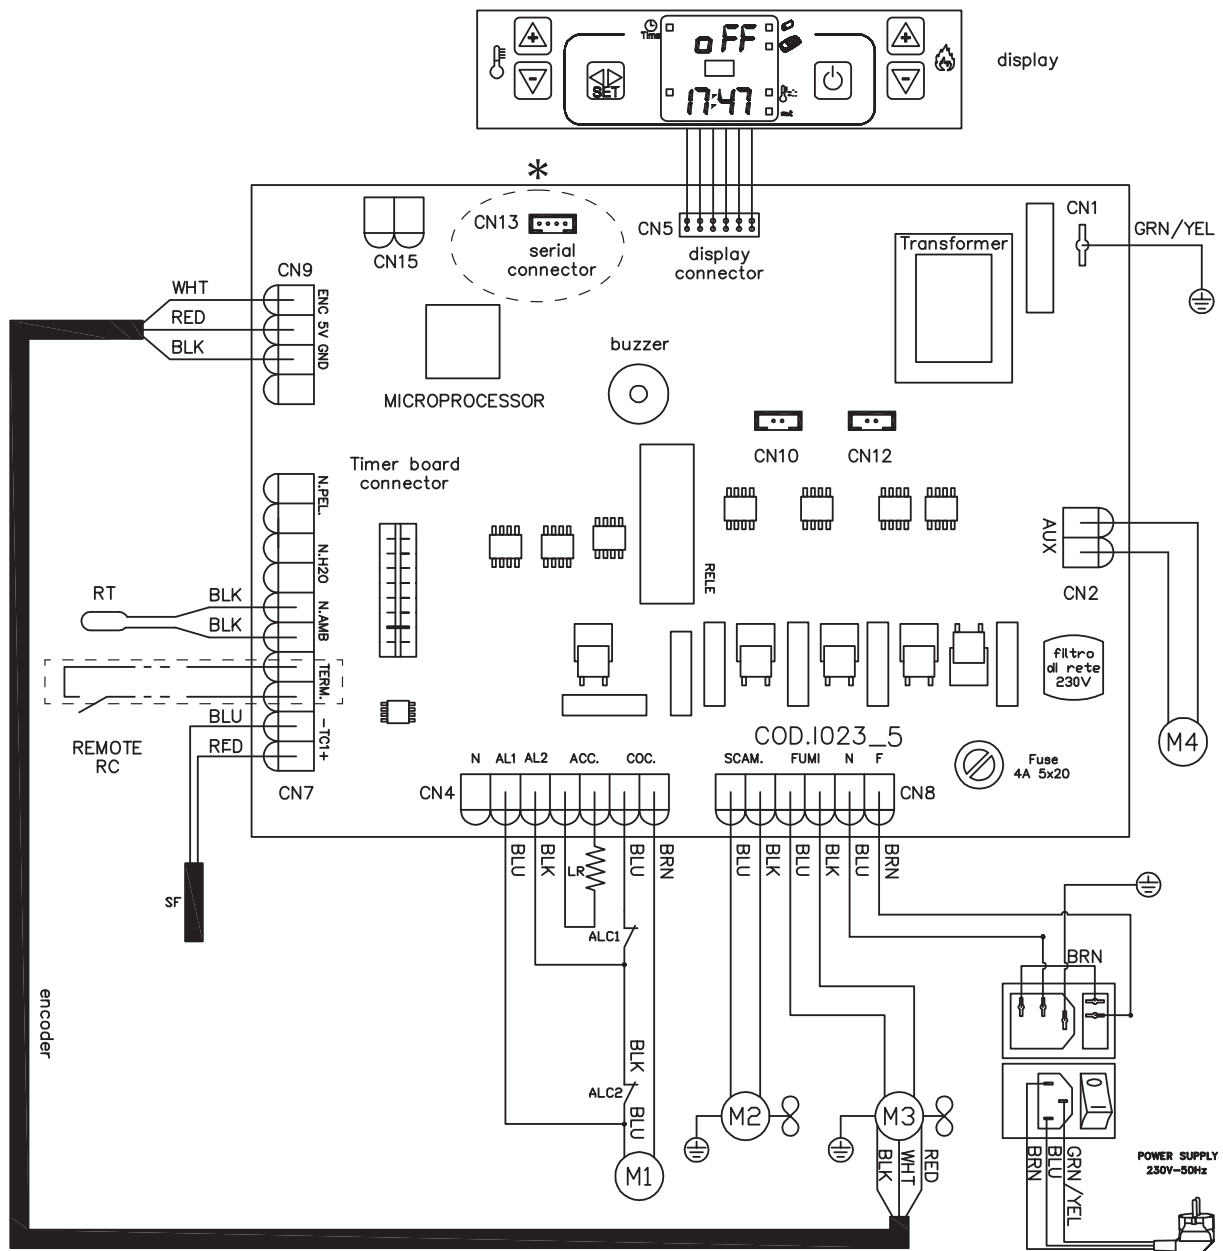 Time
oFF
display
SET
17:47
set
*
CN13
serial
connector
CN5
display
connector
CN15
CN1
GRN/YEL
Transformer
CN9
WHT
RED
BLK
ENC 5V GND
MICROPROCESSOR
buzzer
CN10
CN12
Timer board
connector
N.PEL.
N.H2O
N.AMB
TERM.
-TC1+
RELE
AUX
CN2
RT
BLK
BLK
REMOTE
RC
BLU
RED
CN7
filtro
di rete
230V
M4
COD.I023_5
Fuse
4A 5x20
N AL1 AL2 ACC. COC.
CN4
SCAM. FUMI N F
CN8
BLU
BLK
LR
BLU
BRN
BLU
BLK
BLU
BLK
BLU
BRN
SF
ALC1
BRN
encoder
BLK
ALC2
BLU
M1
M2
M3
BLK
WHT
RED
BRN
BLU
GRN/YEL
POWER SUPPLY
230V-50Hz